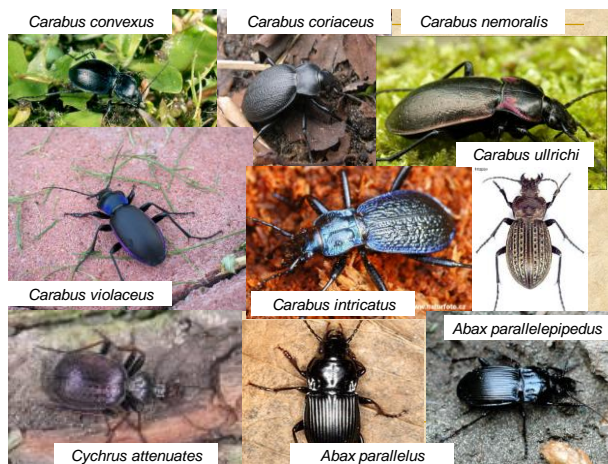 Carabus convexus
Carabus coriaceus
Carabus nemoralis
Carabus ullrichi
Carabus violaceus
Carabus intricatus
Abax parallelepipedus
Cychrus attenuates
Abax parallelus